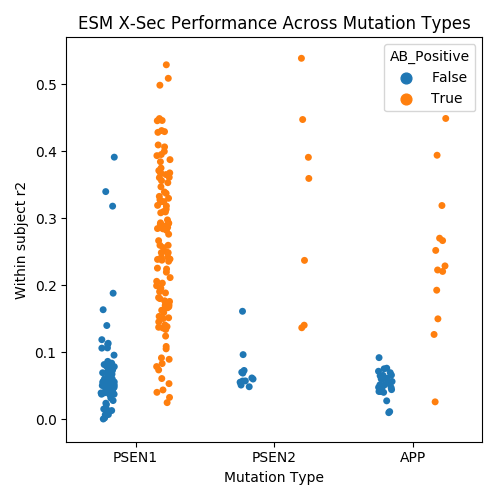 ESM X-Sec Performance Across Mutation Types
AB_Positive
False
True
Within subject r2
0.5
0.4
0.3
0.2
0.1
0.0
PSEN1 PSEN2 APP
Mutation Type